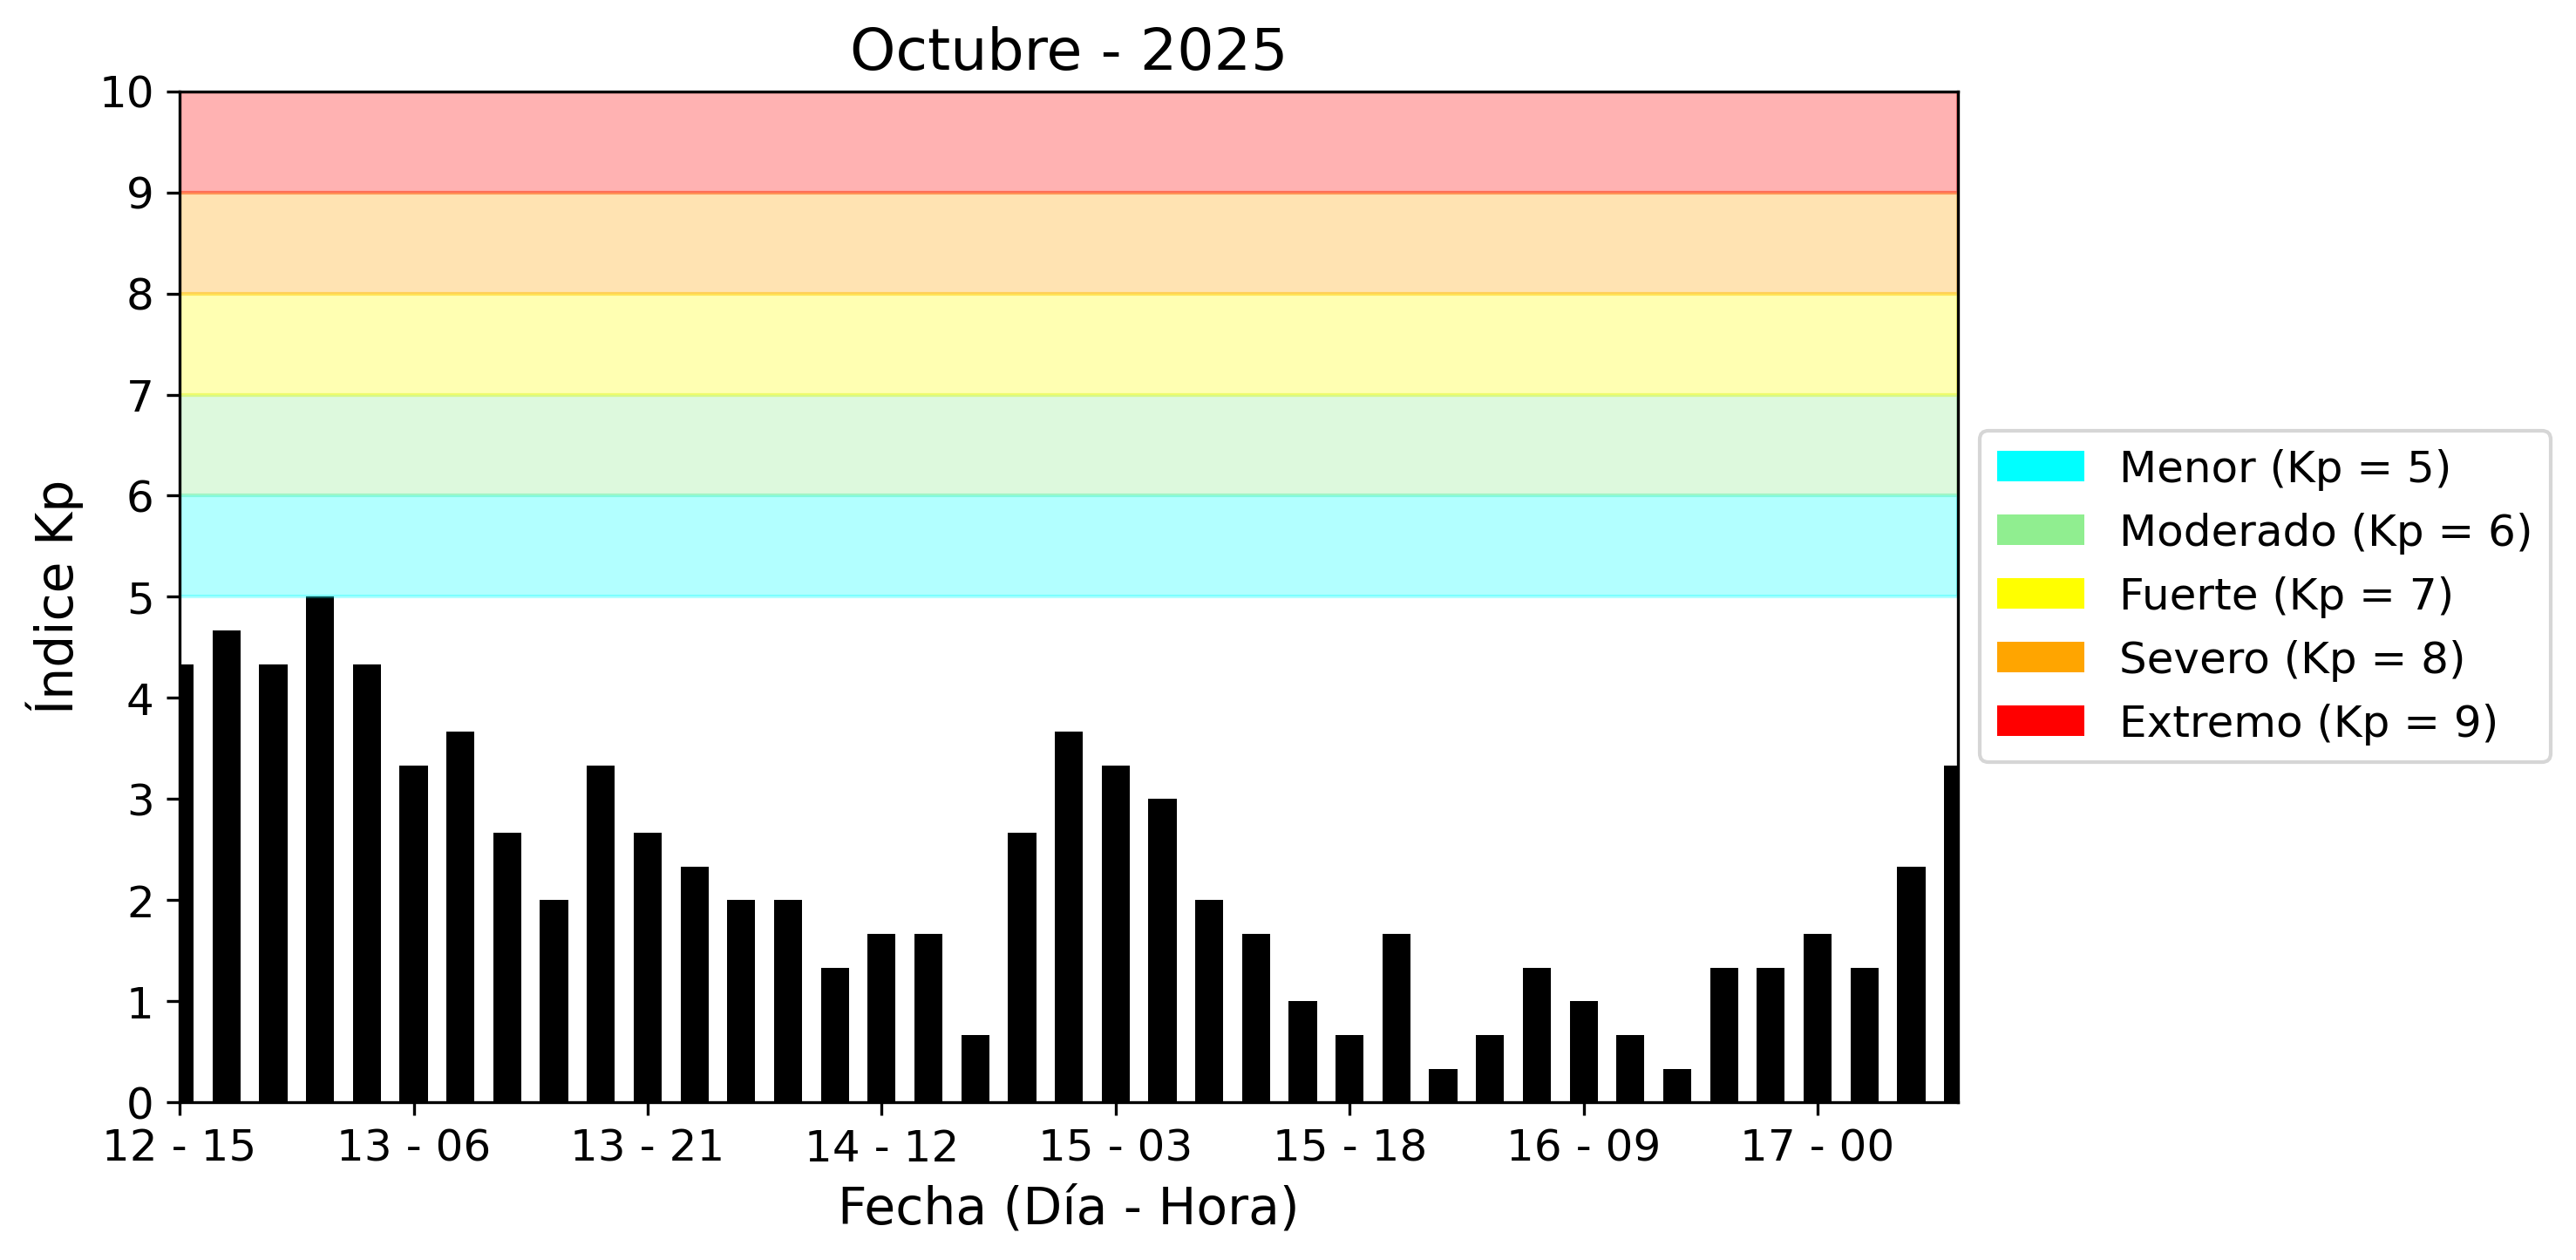 Octubre - 2025
10
9
8
7
6
5
4
3
2
1
0
Índice Kp
12 - 15
13 - 06
13 - 21
14 - 12
15 - 03
15 - 18
16 - 09
17 - 00
Fecha (Día - Hora)
Menor (Kp = 5)
Moderado (Kp = 6)
Fuerte (Kp = 7)
Severo (Kp = 8)
Extremo (Kp = 9)